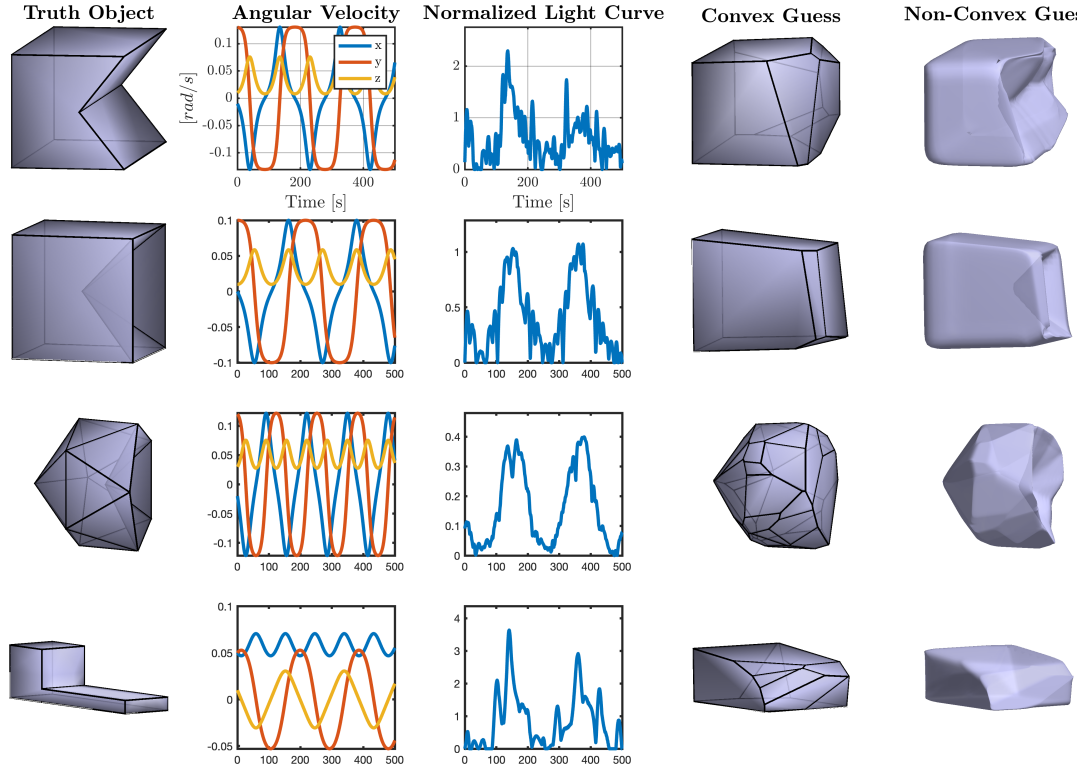 Truth Object Angular Velocity Normalized Light Curve Convex Guess Non-Convex Gues
[rad/s]
0.1 0.05 0 -0.05 -0.1
x
y
z
0 200 400
Time [s]
2 1 0
0 200 400
Time [s]
0.1 0.05 0 -0.05 -0.1
0 100 200 300 400 500
1 0.5 0
0 100 200 300 400 500
0.1 0.05 0 -0.05 -0.1
0 100 200 300 400 500
0.4 0.3 0.2 0.1 0
0 100 200 300 400 500
0.1 0.05 0 -0.05
0 100 200 300 400 500
4 3 2 1 0
0 100 200 300 400 500